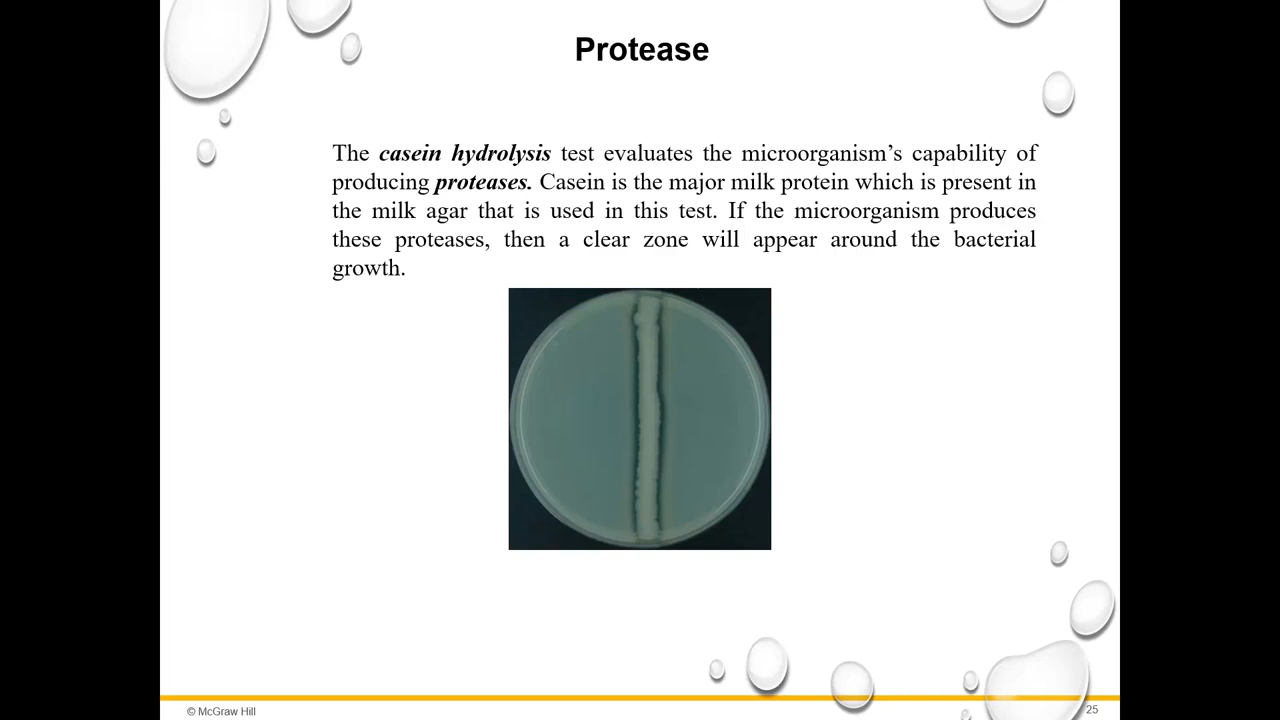 Protease
The casein hydrolysis test evaluates the microorganism’s capability of
producing proteases. Casein is the major milk protein which is present in
the milk agar that is used in this test. If the microorganism produces
these proteases, then a clear zone will appear around the bacterial
growth.
© McGraw Hill
25